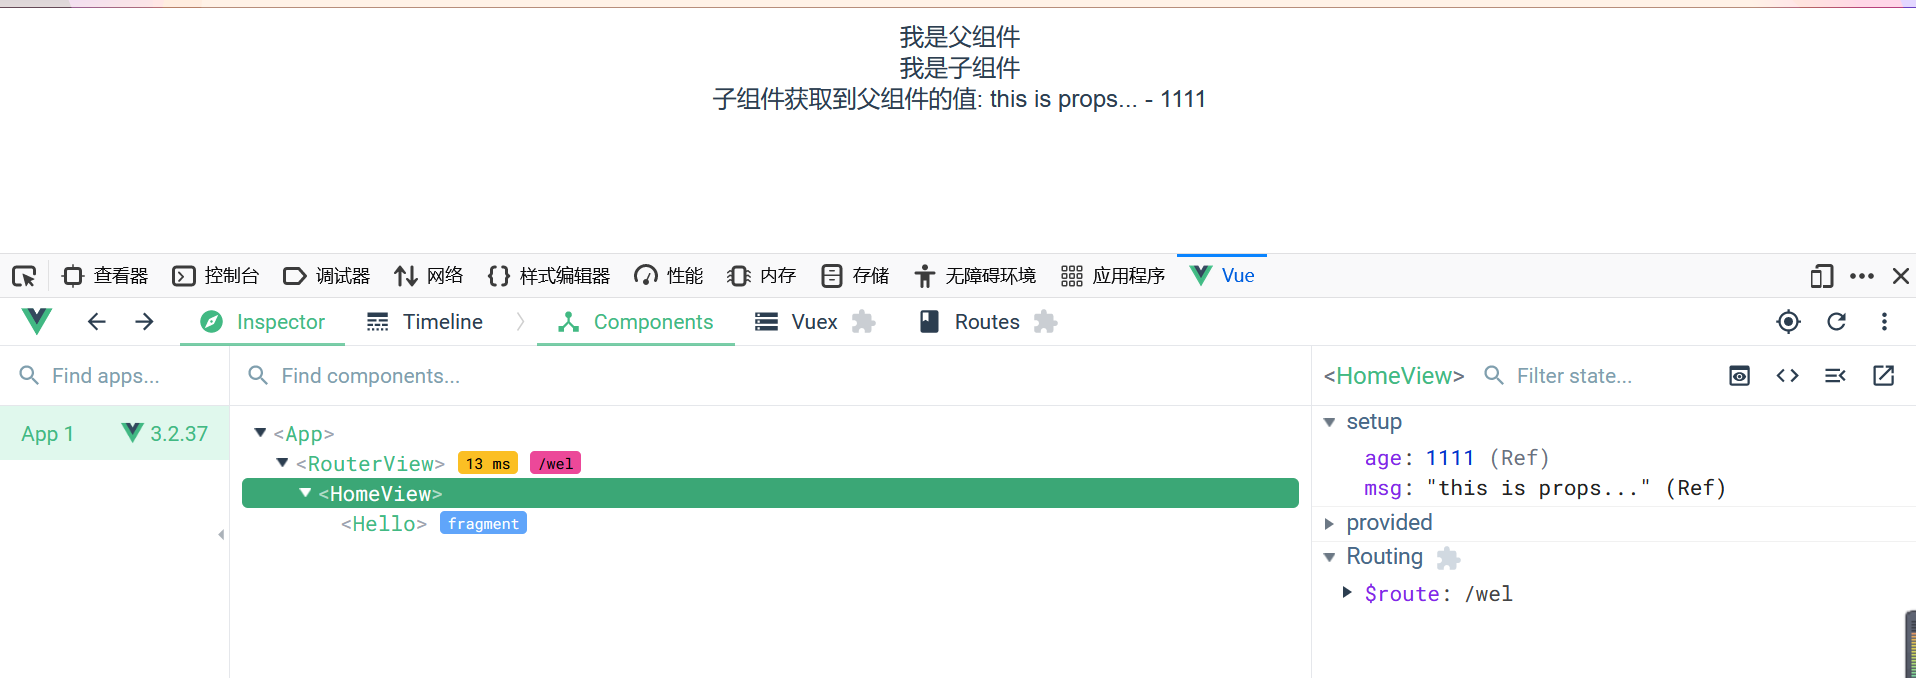 我是父组件
我是子组件
子组件获取到父组件的值: this is props... - 1111
查看器 控制台 调试器 网络 样式编辑器 性能 内存 存储 无障碍环境 应用程序 Vue
Inspector Timeline Components Vuex Routes
Find apps... Find components... <HomeView> Filter state...
App 1 3.2.37
<App>
<RouterView> 13 ms /wel
<HomeView>
<Hello> fragment
setup
age: 1111 (Ref)
msg: "this is props..." (Ref)
provided
Routing
$route: /wel